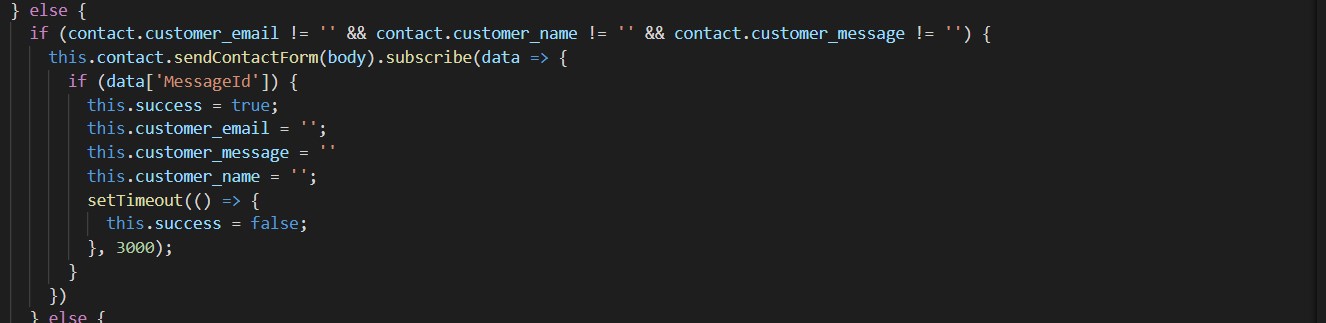 } else {
if (contact.customer_email != '' && contact.customer_name != '' && contact.customer_message != '') {
this.contact.sendContactForm(body).subscribe(data => {
if (data['MessageId']) {
this.success = true;
this.customer_email = '';
this.customer_message = ''
this.customer_name = '';
setTimeout(() => {
this.success = false;
}, 3000);
}
})
} else {